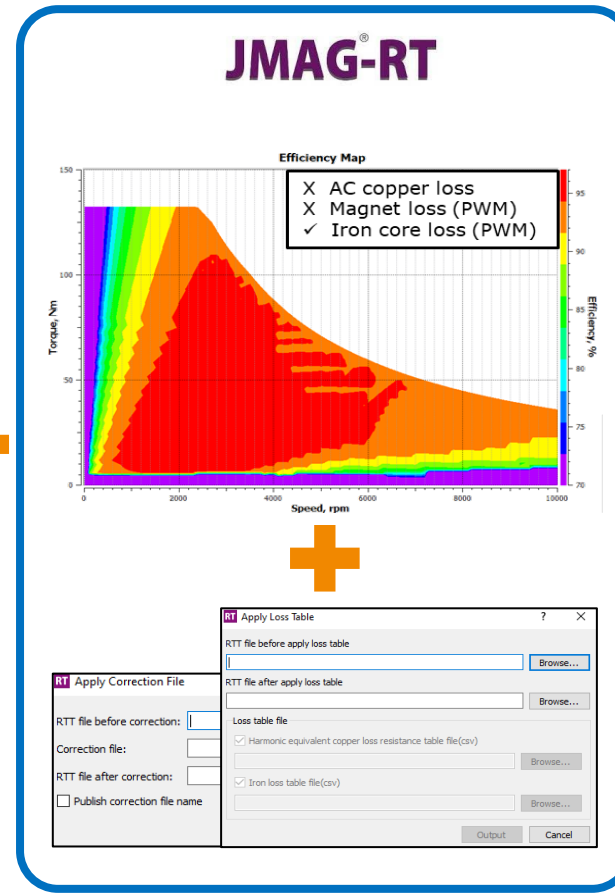 JMAG®-RT
Efficiency Map
X AC copper loss
X Magnet loss (PWM)
✓ Iron core loss (PWM)
150
100
50
0
Torque, Nm
0
2000
4000
6000
8000
10000
Speed, rpm
95
90
85
80
75
70
Efficiency, %
RT Apply Loss Table ? ×
RTT file before apply loss table
Browse...
RTT file after apply loss table
Browse...
Loss table file
Harmonic equivalent copper loss resistance table file(csv)
Browse...
Iron loss table file(csv)
Browse...
Output Cancel
RT Apply Correction File
RTT file before correction:
Correction file:
RTT file after correction:
Publish correction file name